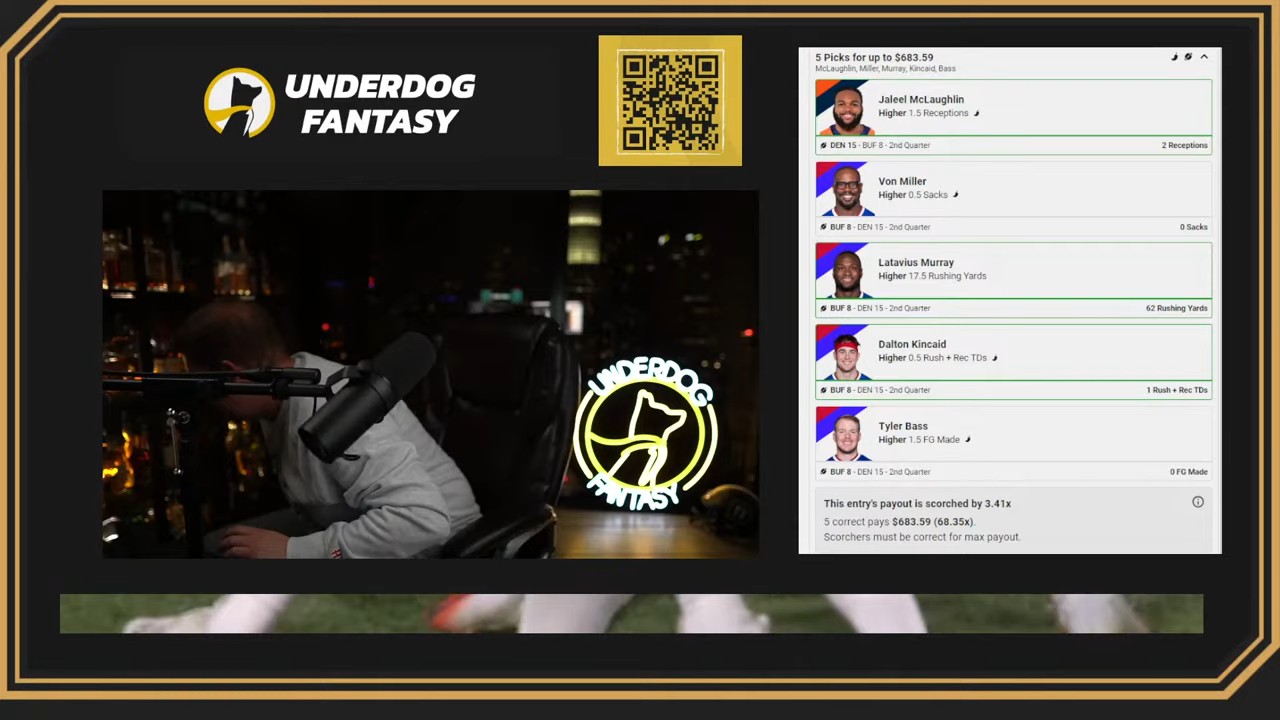 UNDERDOG
FANTASY
5 Picks for up to $683.59
McLaughlin, Miller, Murray, Kincaid, Bass
Jaleel McLaughlin
Higher 1.5 Receptions
DEN 15 - BUF 8 - 2nd Quarter
2 Receptions
Von Miller
Higher 0.5 Sacks
BUF 8 - DEN 15 - 2nd Quarter
0 Sacks
Latavius Murray
Higher 17.5 Rushing Yards
BUF 8 - DEN 15 - 2nd Quarter
62 Rushing Yards
Dalton Kincaid
Higher 0.5 Rush + Rec TDs
BUF 8 - DEN 15 - 2nd Quarter
1 Rush + Rec TDs
Tyler Bass
Higher 1.5 FG Made
BUF 8 - DEN 15 - 2nd Quarter
0 FG Made
This entry's payout is scorched by 3.41x
5 correct pays $683.59 (68.35x).
Scorchers must be correct for max payout.
UNDERDOG
FANTASY